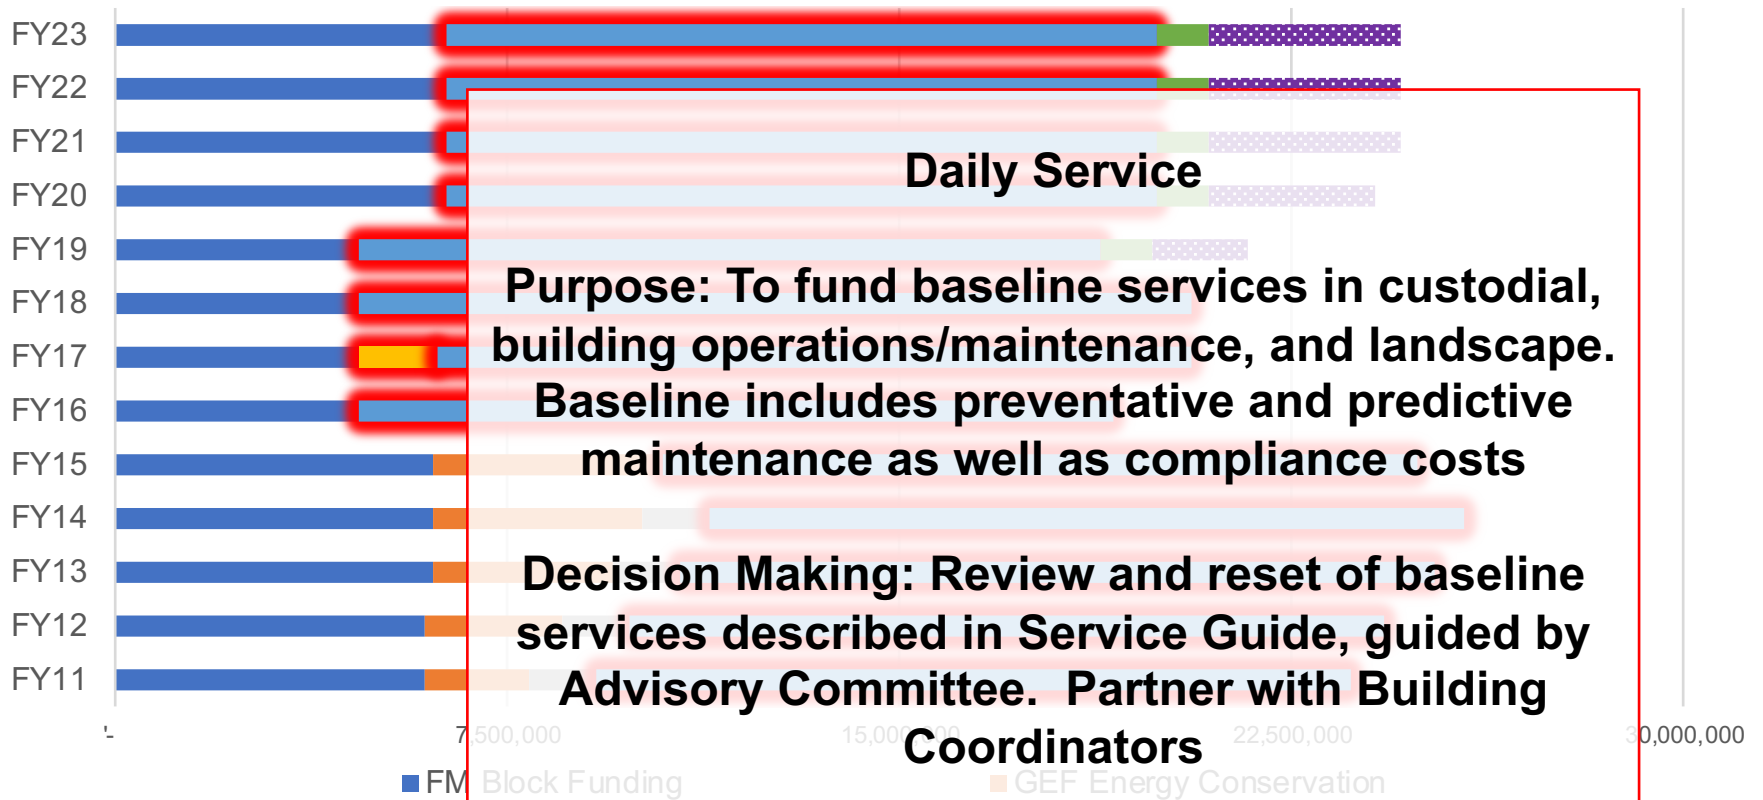 FY23
FY22
FY21
FY20
FY19
FY18
FY17
FY16
FY15
FY14
FY13
FY12
FY11
Daily Service
Purpose: To fund baseline services in custodial,
building operations/maintenance, and landscape.
Baseline includes preventative and predictive
maintenance as well as compliance costs
Decision Making: Review and reset of baseline
services described in Service Guide, guided by
Advisory Committee. Partner with Building
Coordinators
'- 7,500,000 15,000,000 22,500,000 30,000,000
FM Block Funding GEF Energy Conservation